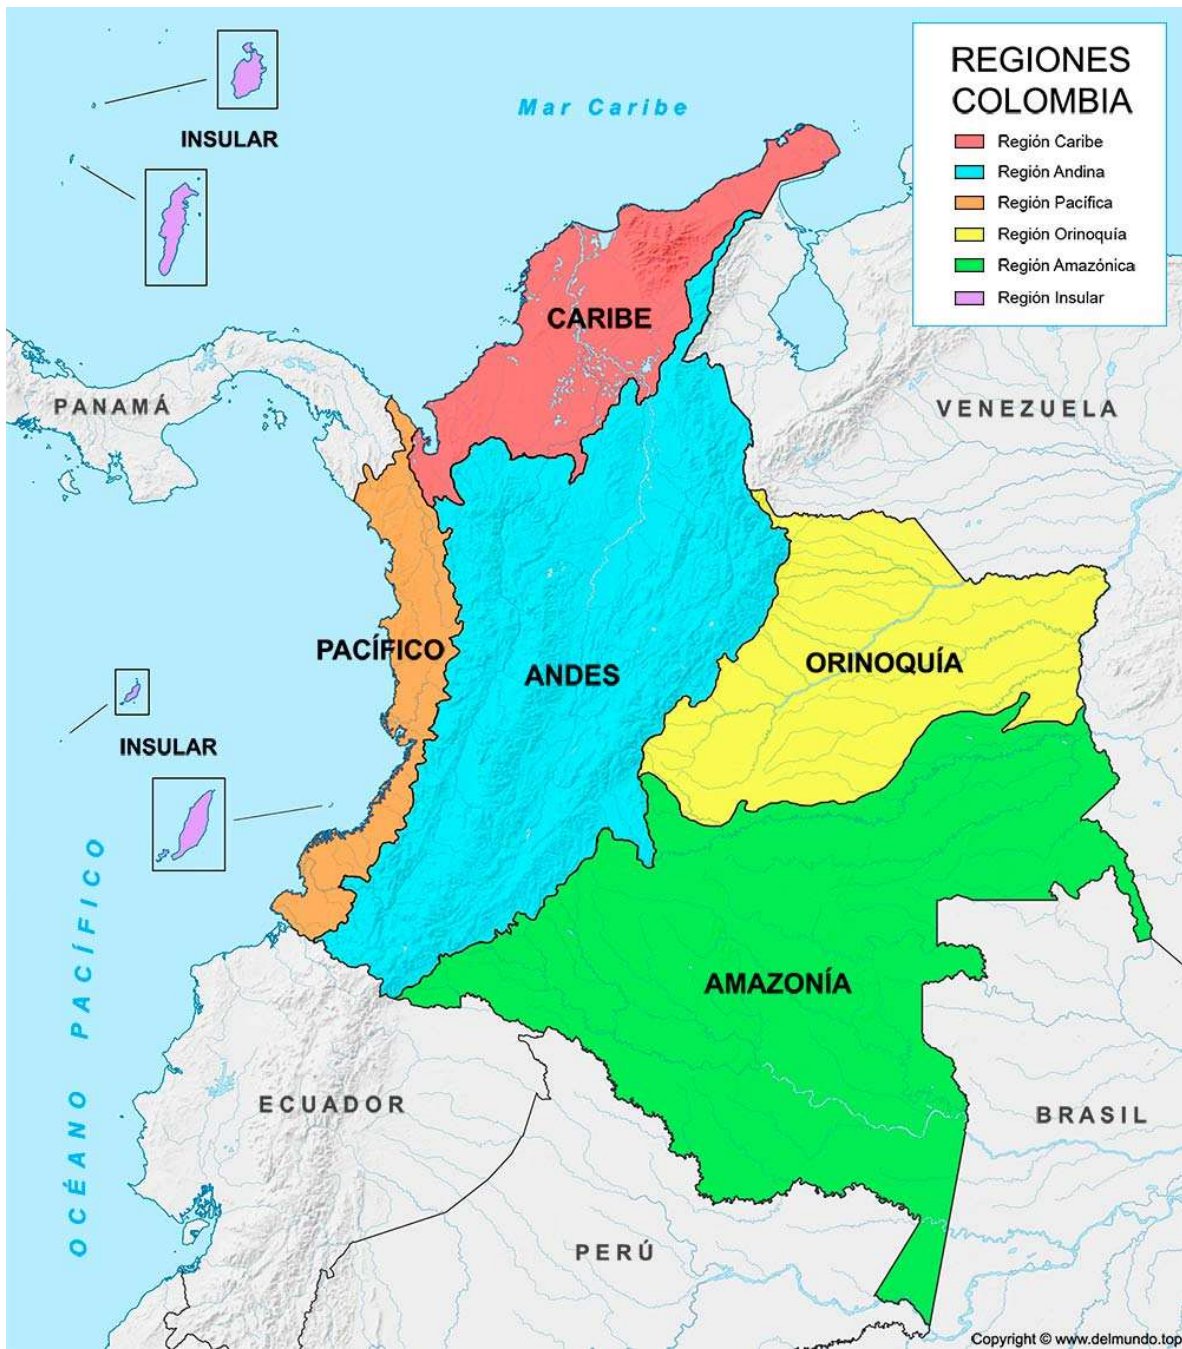 REGIONES
COLOMBIA
Región Caribe
Región Andina
Región Pacífica
Región Orinoquía
Región Amazónica
Región Insular
Mar Caribe
INSULAR
CARIBE
PANAMÁ
VENEZUELA
PACÍFICO
ANDES
ORINOQUÍA
INSULAR
OCÉANO PACÍFICO
AMAZONÍA
ECUADOR
BRASIL
PERÚ
Copyright © www.delmundo.top